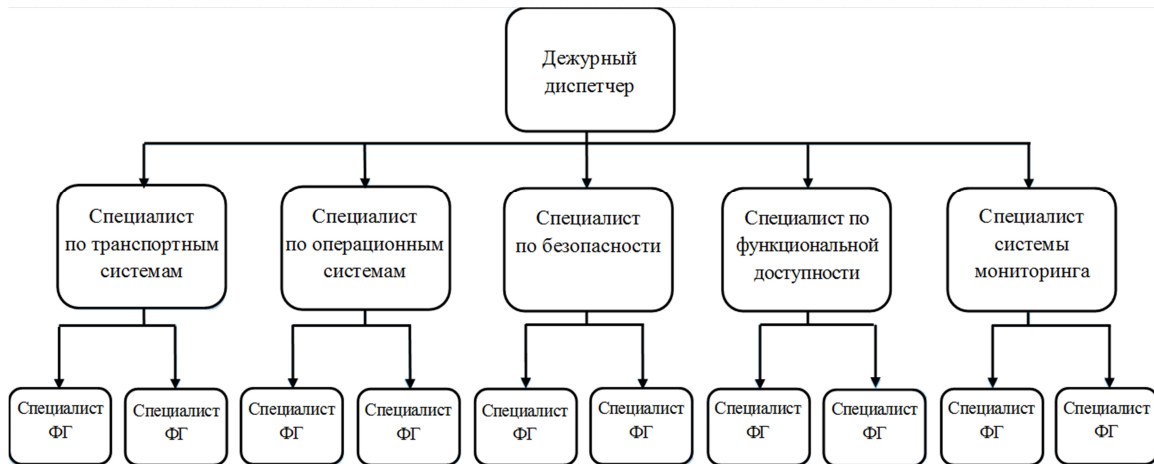 Дежурный
диспетчер
Специалист
по транспортным
системам
Специалист
по операционным
системам
Специалист
по безопасности
Специалист по
функциональной
доступности
Специалист
системы
мониторинга
Специалист
ФГ
Специалист
ФГ
Специалист
ФГ
Специалист
ФГ
Специалист
ФГ
Специалист
ФГ
Специалист
ФГ
Специалист
ФГ
Специалист
ФГ
Специалист
ФГ